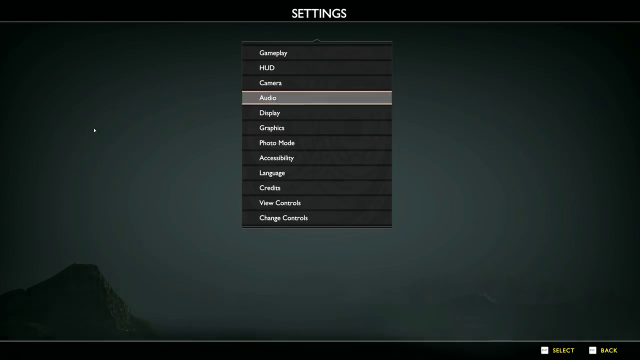 SETTINGS
Gameplay
HUD
Camera
Audio
Display
Graphics
Photo Mode
Accessibility
Language
Credits
View Controls
Change Controls
SELECT BACK